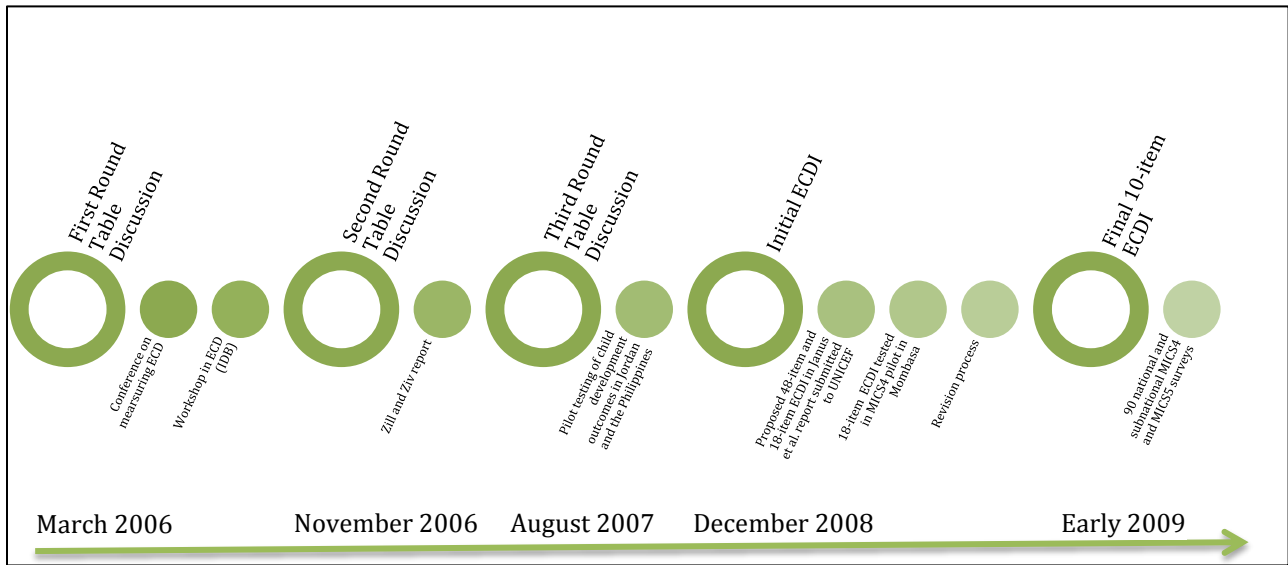 First Round
Table
Discussion
Conference on
mearsuring ECD
Workshop in ECD
(IDB)
Second Round
Table
Discussion
Zill and Ziv report
Third Round
Table
Discussion
Pilot testing of child
development
outcomes in Jordan
and the Philippines
Initial ECDI
Proposed 48-item and
18-item ECDI in Janus
et al. report submitted
to UNICEF
18-item ECDI tested
in MICS4 pilot in
Mombasa
Revision process
Final 10-item
ECDI
90 national and
subnational MICS4
and MICS5 surveys
March 2006
November 2006
August 2007
December 2008
Early 2009